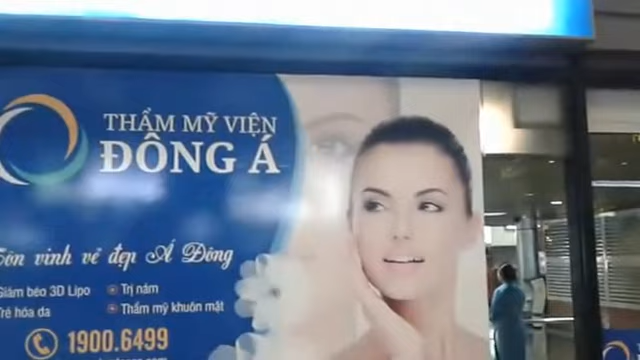 THẨM MỸ VIỆN
ĐÔNG Á
Tôn vinh vẻ đẹp Á Đông
Giảm béo 3D Lipo
Trị nám
Trẻ hóa da
Thẩm mỹ khuôn mặt
1900.6499